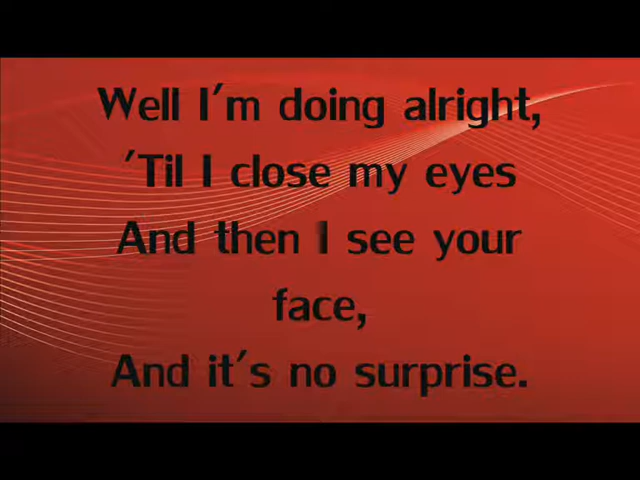 Well I'm doing alright,
'Til I close my eyes
And then I see your
face,
And it's no surprise.